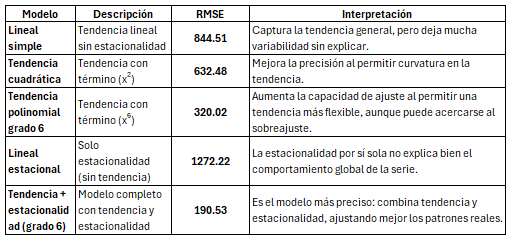 Modelo Descripción RMSE Interpretación
Lineal simple
Tendencia lineal sin estacionalidad
844.51
Captura la tendencia general, pero deja mucha
variabilidad sin explicar.
Tendencia cuadrática
Tendencia con término (x²)
632.48
Mejora la precisión al permitir curvatura en la
tendencia.
Tendencia polinomial grado 6
Tendencia con término (x⁶)
320.02
Aumenta la capacidad de ajuste al permitir una
tendencia más flexible, aunque puede acercarse al
sobreajuste.
Lineal estacional
Solo estacionalidad (sin tendencia)
1272.22
La estacionalidad por sí sola no explica bien el
comportamiento global de la serie.
Tendencia + estacionalidad (grado 6)
Modelo completo con tendencia y estacionalidad
190.53
Es el modelo más preciso: combina tendencia y
estacionalidad, ajustando mejor los patrones reales.